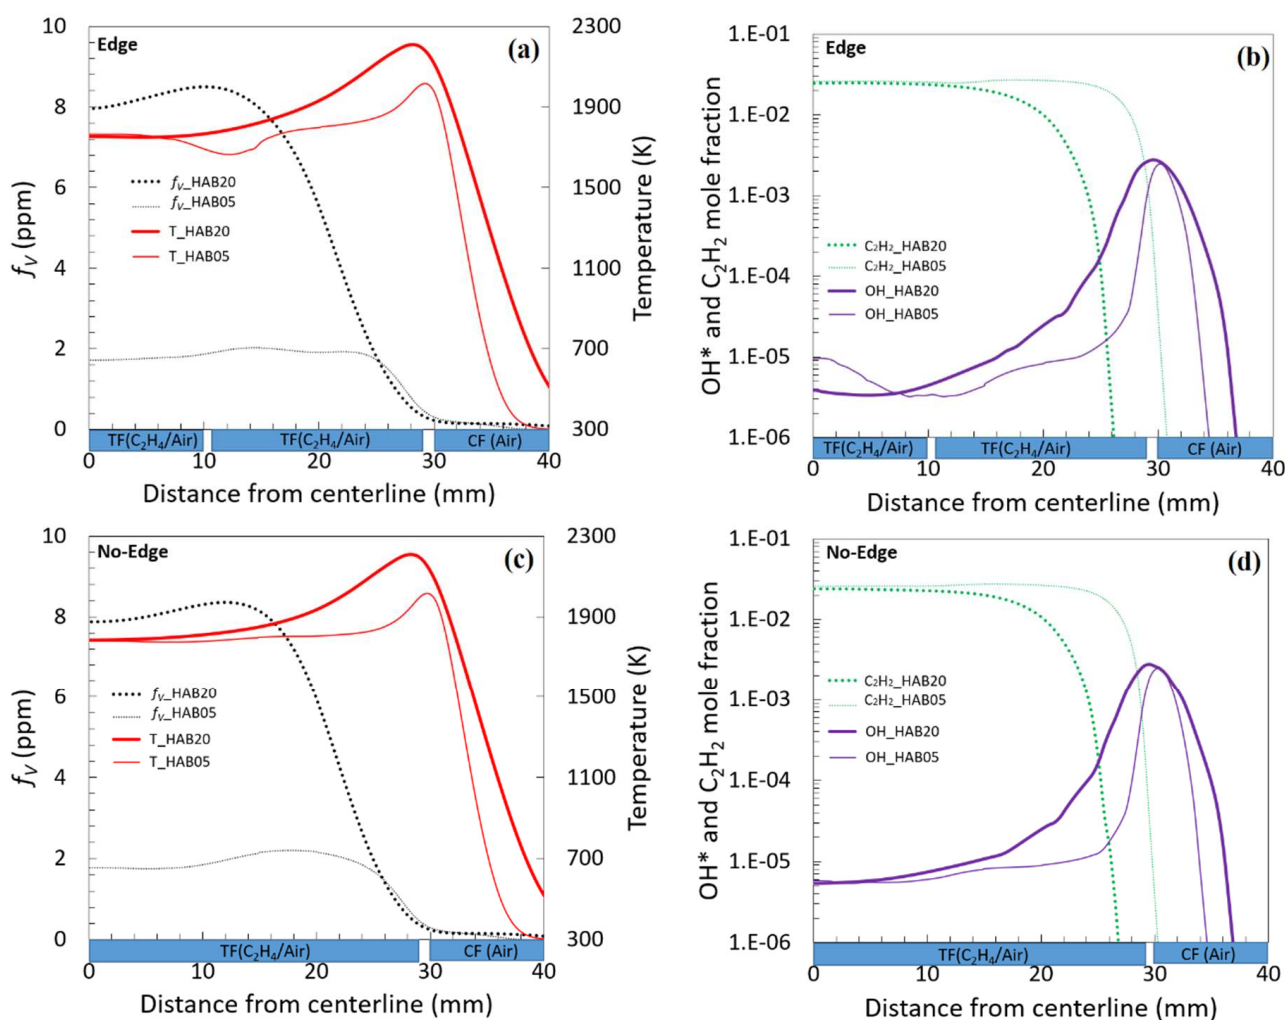 Edge
(a)
10
8
6
4
2
0
fV (ppm)
fV_HAB20
fV_HAB05
T_HAB20
T_HAB05
2300
1900
1500
1100
700
300
Temperature (K)
TF(C2H4/Air)
TF(C2H4/Air)
CF (Air)
0 10 20 30 40
Distance from centerline (mm)
Edge
(b)
1.E-01
1.E-02
1.E-03
1.E-04
1.E-05
1.E-06
OH* and C2H2 mole fraction
C2H2_HAB20
C2H2_HAB05
OH_HAB20
OH_HAB05
TF(C2H4/Air)
TF(C2H4/Air)
CF (Air)
0 10 20 30 40
Distance from centerline (mm)
No-Edge
(c)
10
8
6
4
2
0
fV (ppm)
fV_HAB20
fV_HAB05
T_HAB20
T_HAB05
2300
1900
1500
1100
700
300
Temperature (K)
TF(C2H4/Air)
CF (Air)
0 10 20 30 40
Distance from centerline (mm)
No-Edge
(d)
1.E-01
1.E-02
1.E-03
1.E-04
1.E-05
1.E-06
OH* and C2H2 mole fraction
C2H2_HAB20
C2H2_HAB05
OH_HAB20
OH_HAB05
TF(C2H4/Air)
CF (Air)
0 10 20 30 40
Distance from centerline (mm)